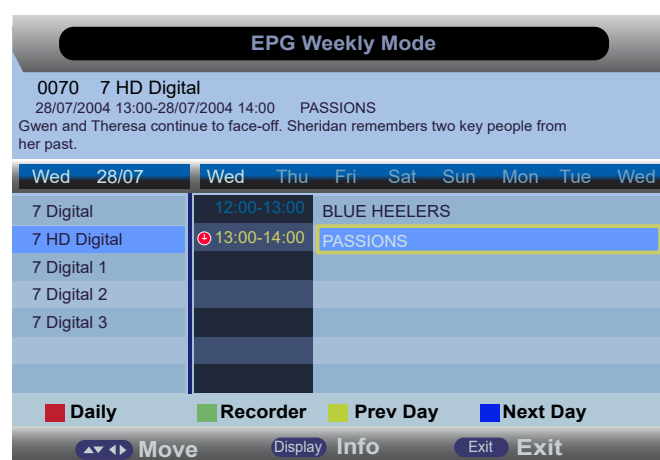 EPG Weekly Mode
0070 7 HD Digital
28/07/2004 13:00-28/07/2004 14:00 PASSIONS
Gwen and Theresa continue to face-off. Sheridan remembers two key people from
her past.
Wed 28/07 Wed Thu Fri Sat Sun Mon Tue Wed
7 Digital 12:00-13:00 BLUE HEELERS
7 HD Digital 13:00-14:00 PASSIONS
7 Digital 1
7 Digital 2
7 Digital 3
Daily Recorder Prev Day Next Day
Move Display Info Exit Exit